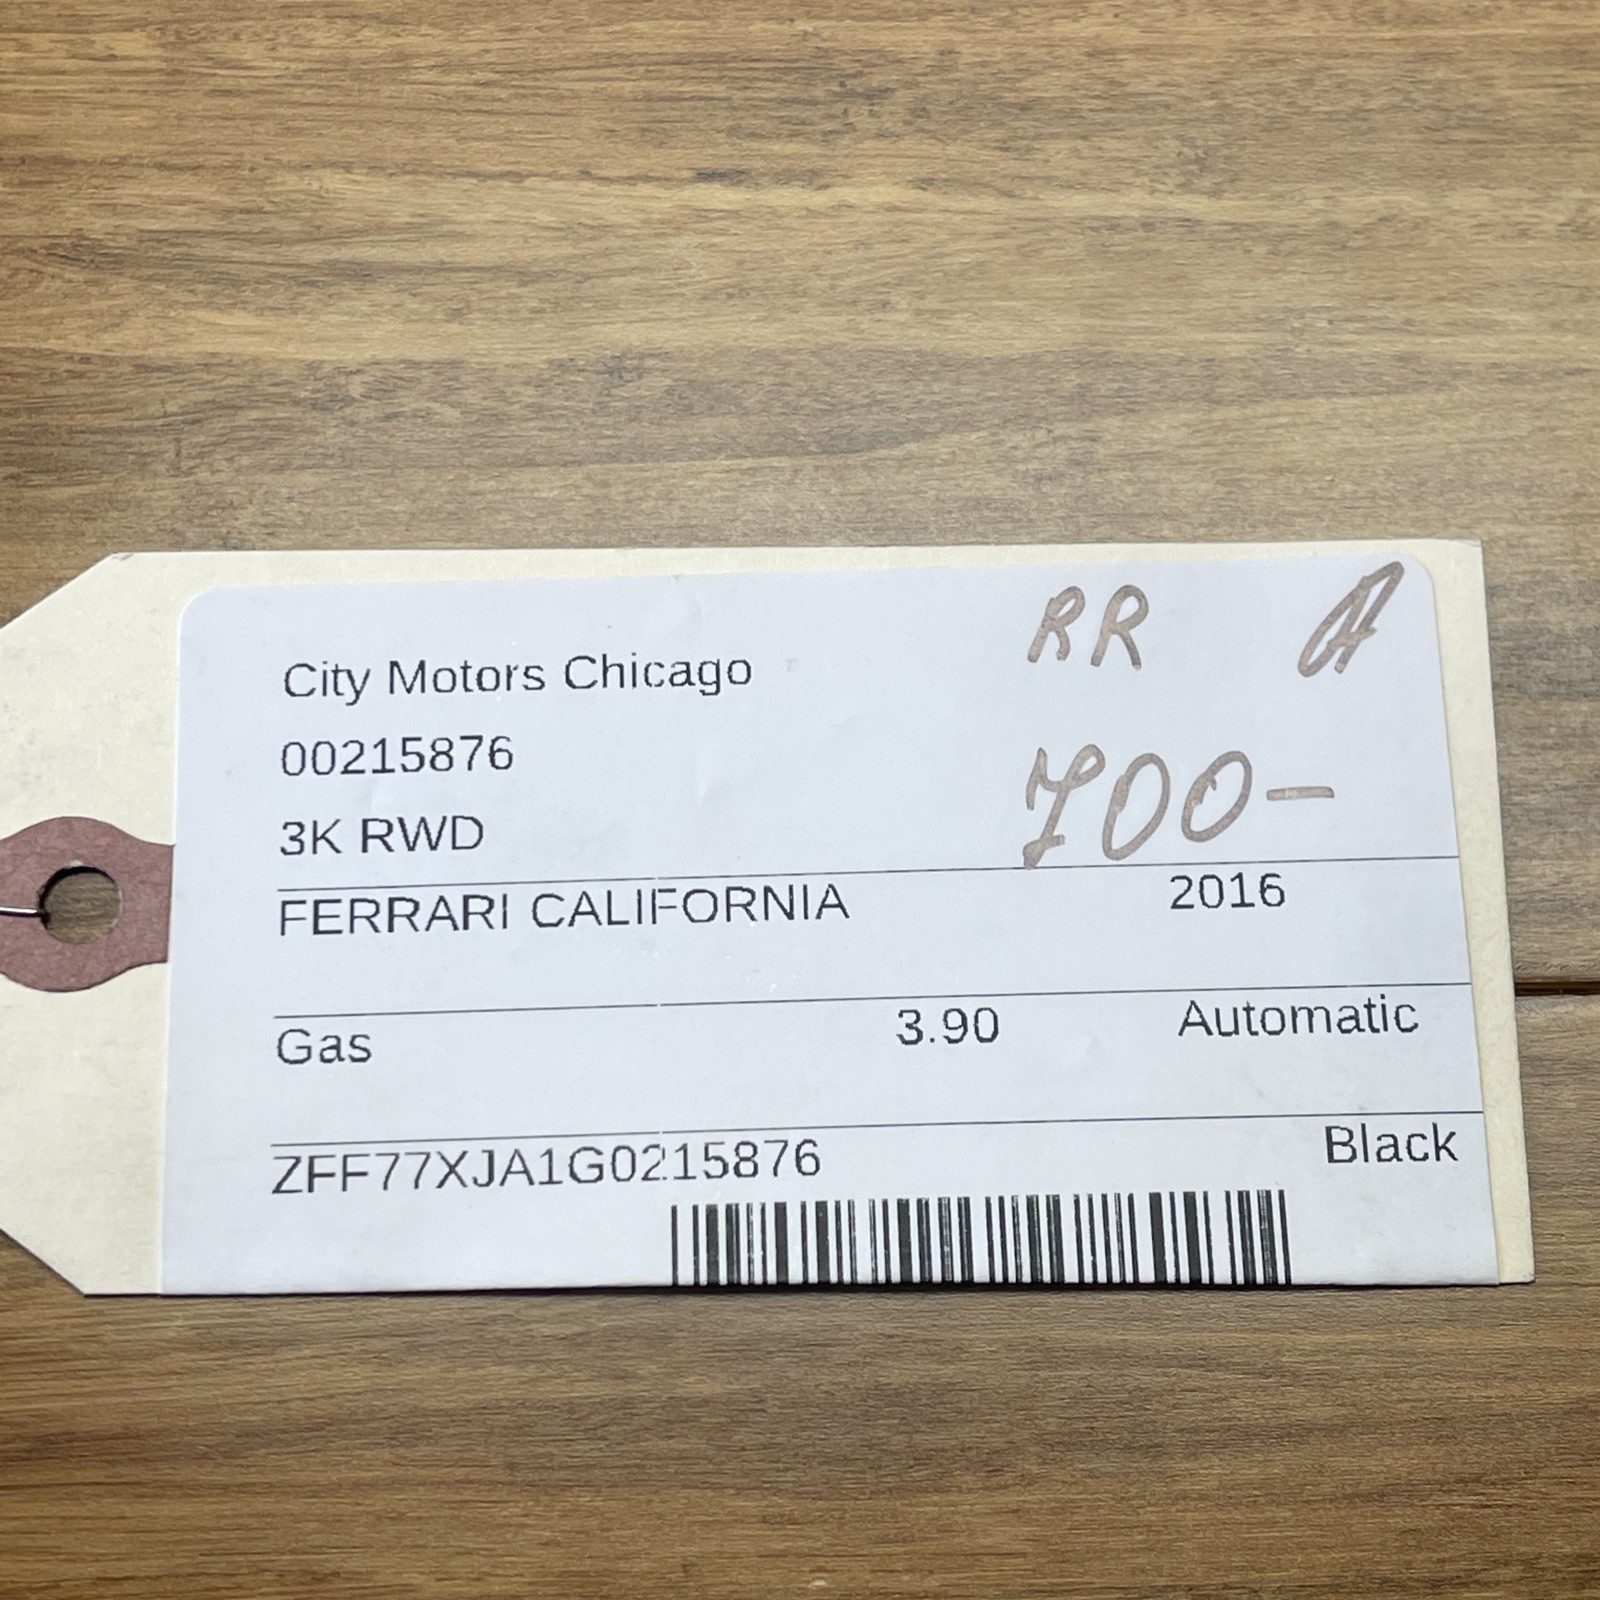 City Motors Chicago
RR A
00215876
700-
3K RWD
FERRARI CALIFORNIA 2016
Gas 3.90 Automatic
ZFF77XJA1G0215876 Black